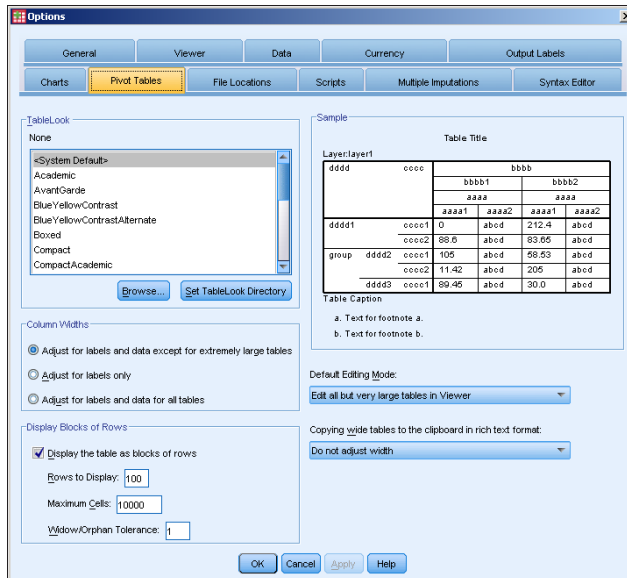 Options
General
Viewer
Data
Currency
Output Labels
Charts
Pivot Tables
File Locations
Scripts
Multiple Imputations
Syntax Editor
TableLook
None
<System Default>
Academic
AvantGarde
BlueYellowContrast
BlueYellowContrastAlternate
Boxed
Compact
CompactAcademic
Browse...
Set TableLook Directory
Column Widths
Adjust for labels and data except for extremely large tables
Adjust for labels only
Adjust for labels and data for all tables
Display Blocks of Rows
Display the table as blocks of rows
Rows to Display: 100
Maximum Cells: 10000
Widow/Orphan Tolerance: 1
Sample
Table Title
Layer:layer1
dddd cccc bbbb
bbbb1 bbbb2
aaaa aaaa
aaaa1 aaaa2 aaaa1 aaaa2
dddd1 cccc1 0 abcd 212.4 abcd
cccc2 88.6 abcd 83.65 abcd
group dddd2 cccc1 105 abcd 58.53 abcd
cccc2 11.42 abcd 205 abcd
dddd3 cccc1 89.45 abcd 30.0 abcd
Table Caption
a. Text for footnote a.
b. Text for footnote b.
Default Editing Mode:
Edit all but very large tables in Viewer
Copying wide tables to the clipboard in rich text format:
Do not adjust width
OK
Cancel
Apply
Help